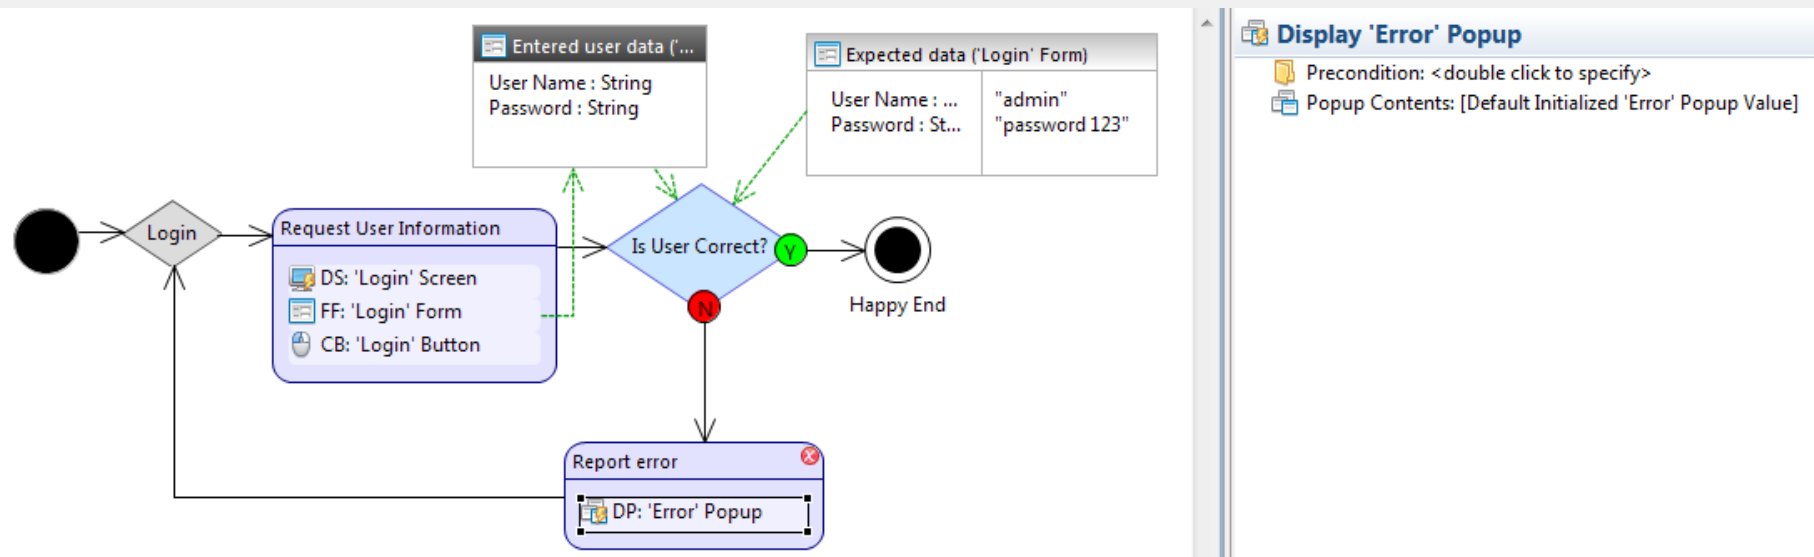 Entered user data ('...
User Name : String
Password : String
Expected data ('Login' Form)
User Name : ... "admin"
Password : St... "password 123"
Login
Request User Information
DS: 'Login' Screen
FF: 'Login' Form
CB: 'Login' Button
Is User Correct?
Y
N
Happy End
Report error
DP: 'Error' Popup
Display 'Error' Popup
Precondition: <double click to specify>
Popup Contents: [Default Initialized 'Error' Popup Value]